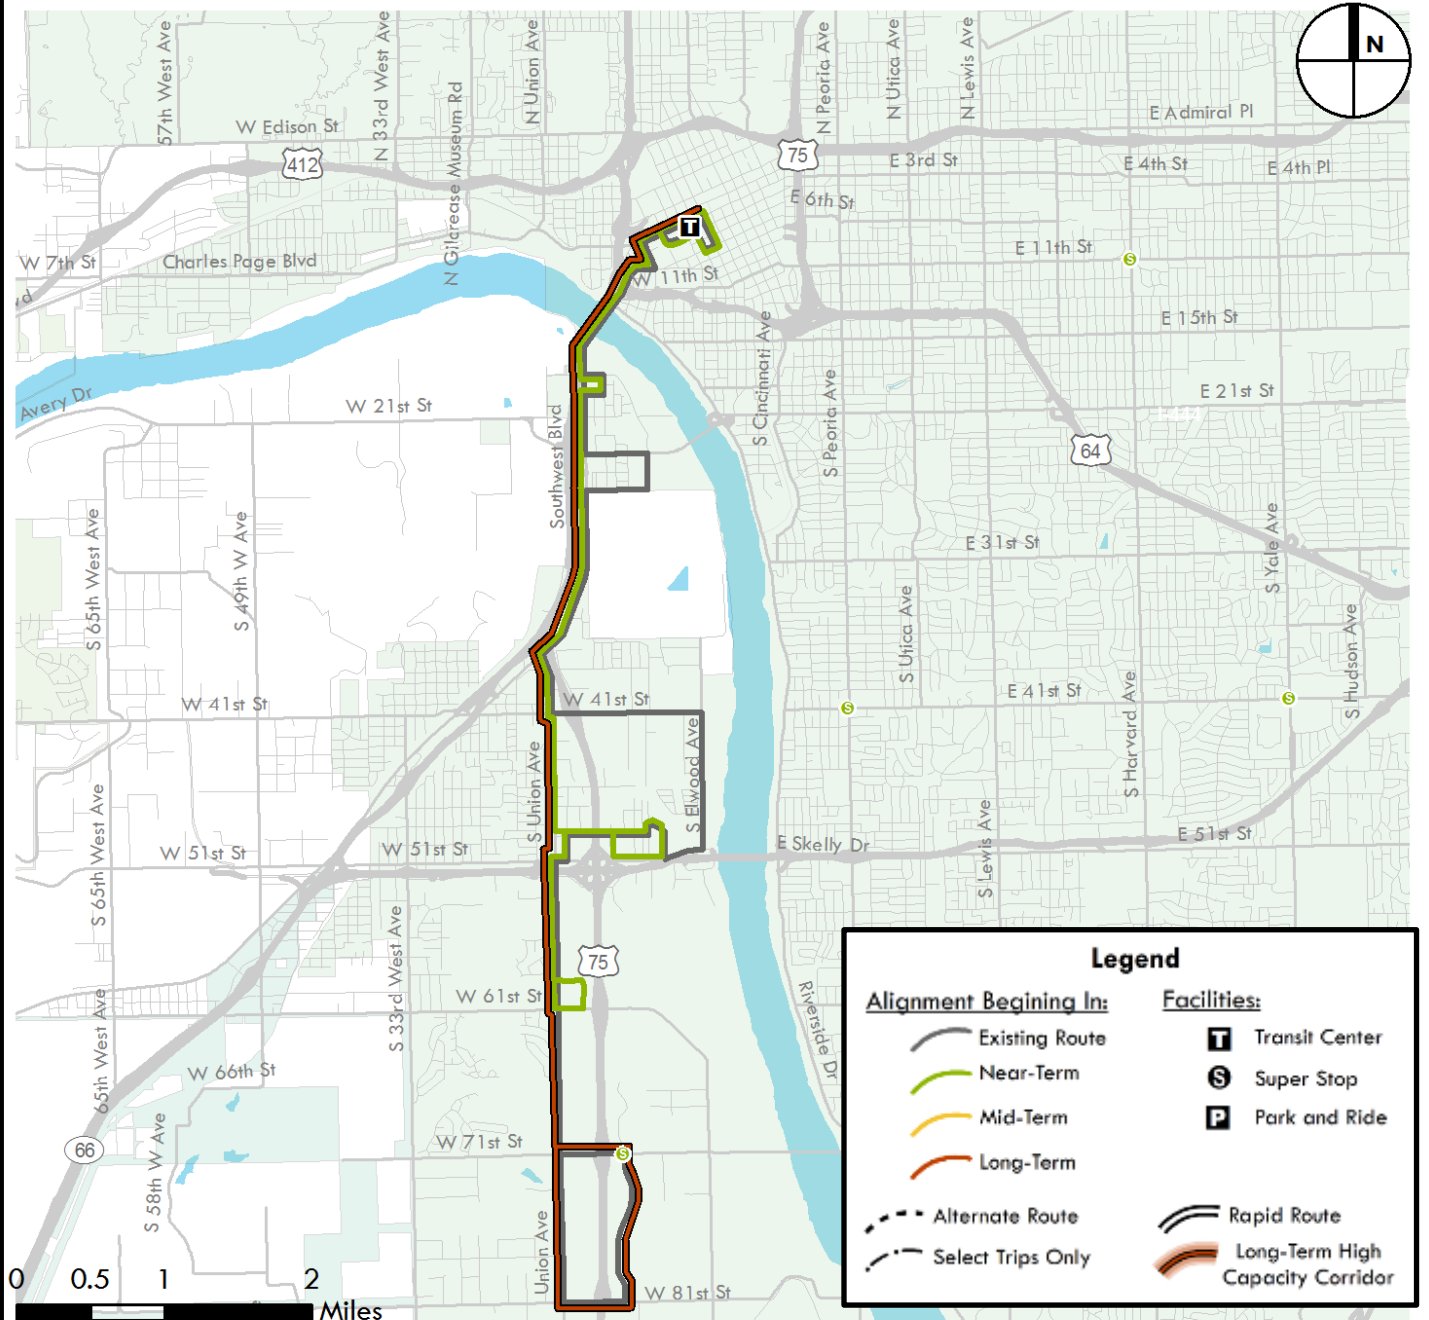 N
57th West Ave
N 33rd West Ave
N Gilcrease Museum Rd
N Union Ave
N Peoria Ave
N Utica Ave
N Lewis Ave
W Edison St
E Admiral Pl
412
75
E 3rd St
E 4th St
E 4th Pl
E 6th St
T
W 7th St
Charles Page Blvd
E 11th St
S
W 11th St
vd
E 15th St
S Cincinnati Ave
S Peoria Ave
Avery Dr
W 21st St
E 21st St
I-444
Southwest Blvd
64
S 65th West Ave
S 49th W Ave
E 31st St
S Yale Ave
S Utica Ave
S Hudson Ave
W 41st St
W 41st St
E 41st St
S
S
S Harvard Ave
S Union Ave
S Elwood Ave
S 65th West Ave
W 51st St
W 51st St
E Skelly Dr
E 51st St
S Lewis Ave
S 33rd West Ave
75
W 61st St
Riverside Dr
65th West Ave
W 66th St
S 58th W Ave
66
W 71st St
S
Union Ave
W 81st St
0 0.5 1 2
Miles
Legend
Alignment Begining In:
Existing Route
Near-Term
Mid-Term
Long-Term
Alternate Route
Select Trips Only
Facilities:
T Transit Center
S Super Stop
P Park and Ride
Rapid Route
Long-Term High
Capacity Corridor